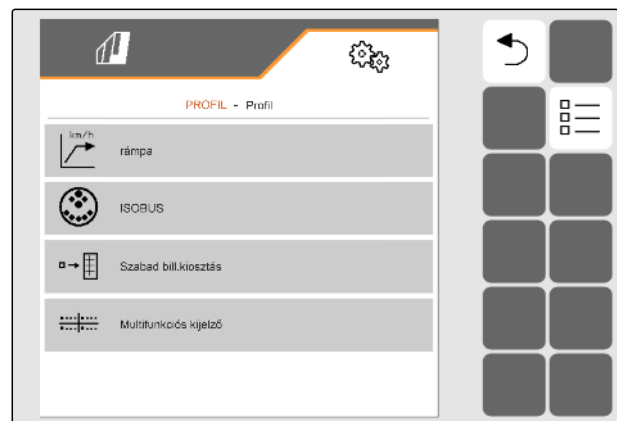 PROFIL - Profil
km/h
rámpa
ISOBUS
Szabad bill.kiosztás
Multifunkciós kijelző